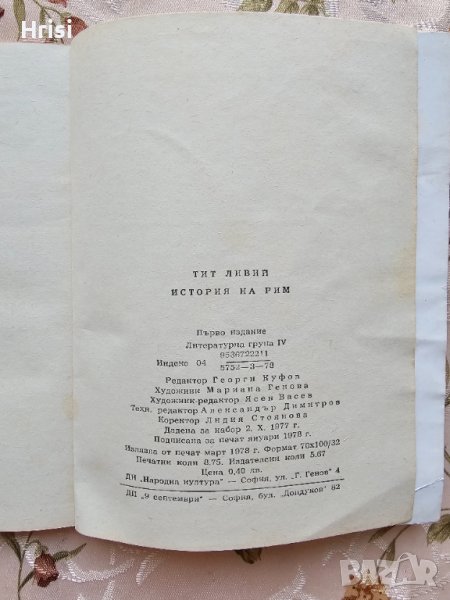 Hrisi
ТИТ ЛИВИЙ
ИСТОРИЯ НА РИМ
Първо издание
Литературна група IV
Индекс 04 9536722211
5752—3—78
Редактор Георги Куфов
Художник Мариана Генова
Художник-редактор Ясен Васев
Техн. редактор Александър Димитров
Коректор Лидия Стоянова
Дадена за набор 2. X. 1977 г.
Подписана за печат януари 1978 г.
Излязла от печат март 1978 г. Формат 70х100/32
Печатни коли 8,75. Издателски коли 5,67
Цена 0,40 лв.
ДИ „Народна култура" — София, ул. „Г. Генов" 4
ДП „9 септември" — София, бул. „Дондуков" 82
BAZAR